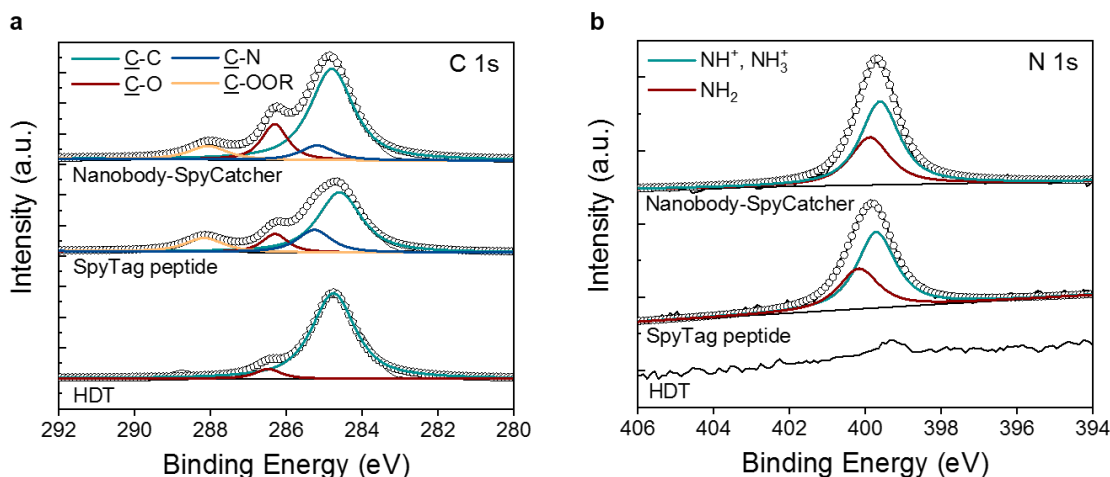 a
C 1s
C-C
C-N
C-O
C-OOR
Nanobody-SpyCatcher
SpyTag peptide
HDT
Intensity (a.u.)
292 290 288 286 284 282 280
Binding Energy (eV)
b
N 1s
NH⁺, NH₃⁺
NH₂
Nanobody-SpyCatcher
SpyTag peptide
HDT
Intensity (a.u.)
406 404 402 400 398 396 394
Binding Energy (eV)